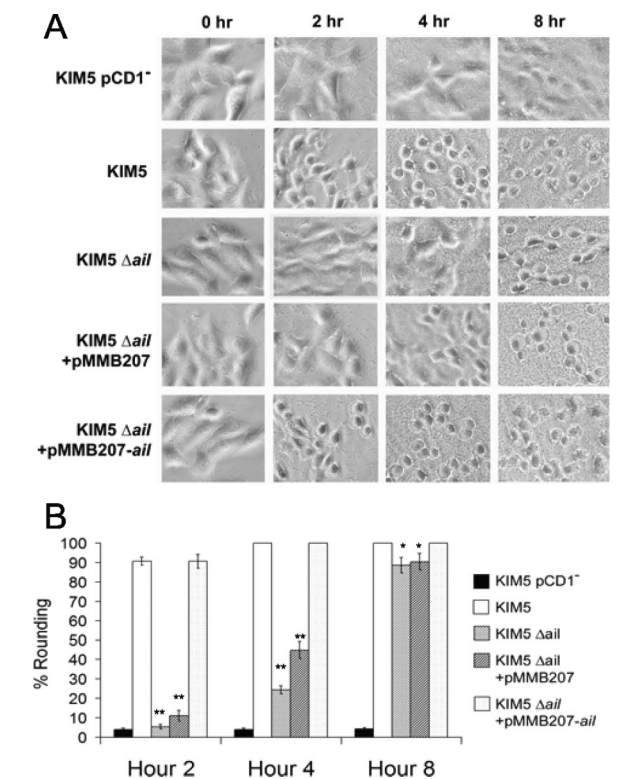 A
0 hr 2 hr 4 hr 8 hr
KIM5 pCD1-
KIM5
KIM5 Δail
KIM5 Δail
+pMMB207
KIM5 Δail
+pMMB207-ail
B
% Rounding
100
90
80
70
60
50
40
30
20
10
0
** **
** **
* *
Hour 2 Hour 4 Hour 8
KIM5 pCD1-
KIM5
KIM5 Δail
KIM5 Δail
+pMMB207
KIM5 Δail
+pMMB207-ail